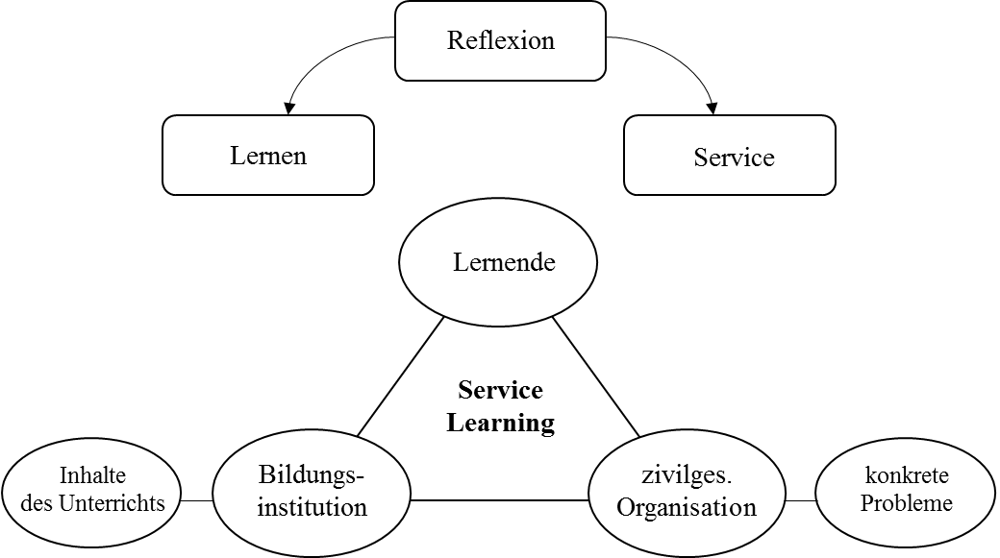 Reflexion
Lernen
Service
Lernende
Service
Learning
Inhalte
des Unterrichts
Bildungs-
institution
zivilges.
Organisation
konkrete
Probleme